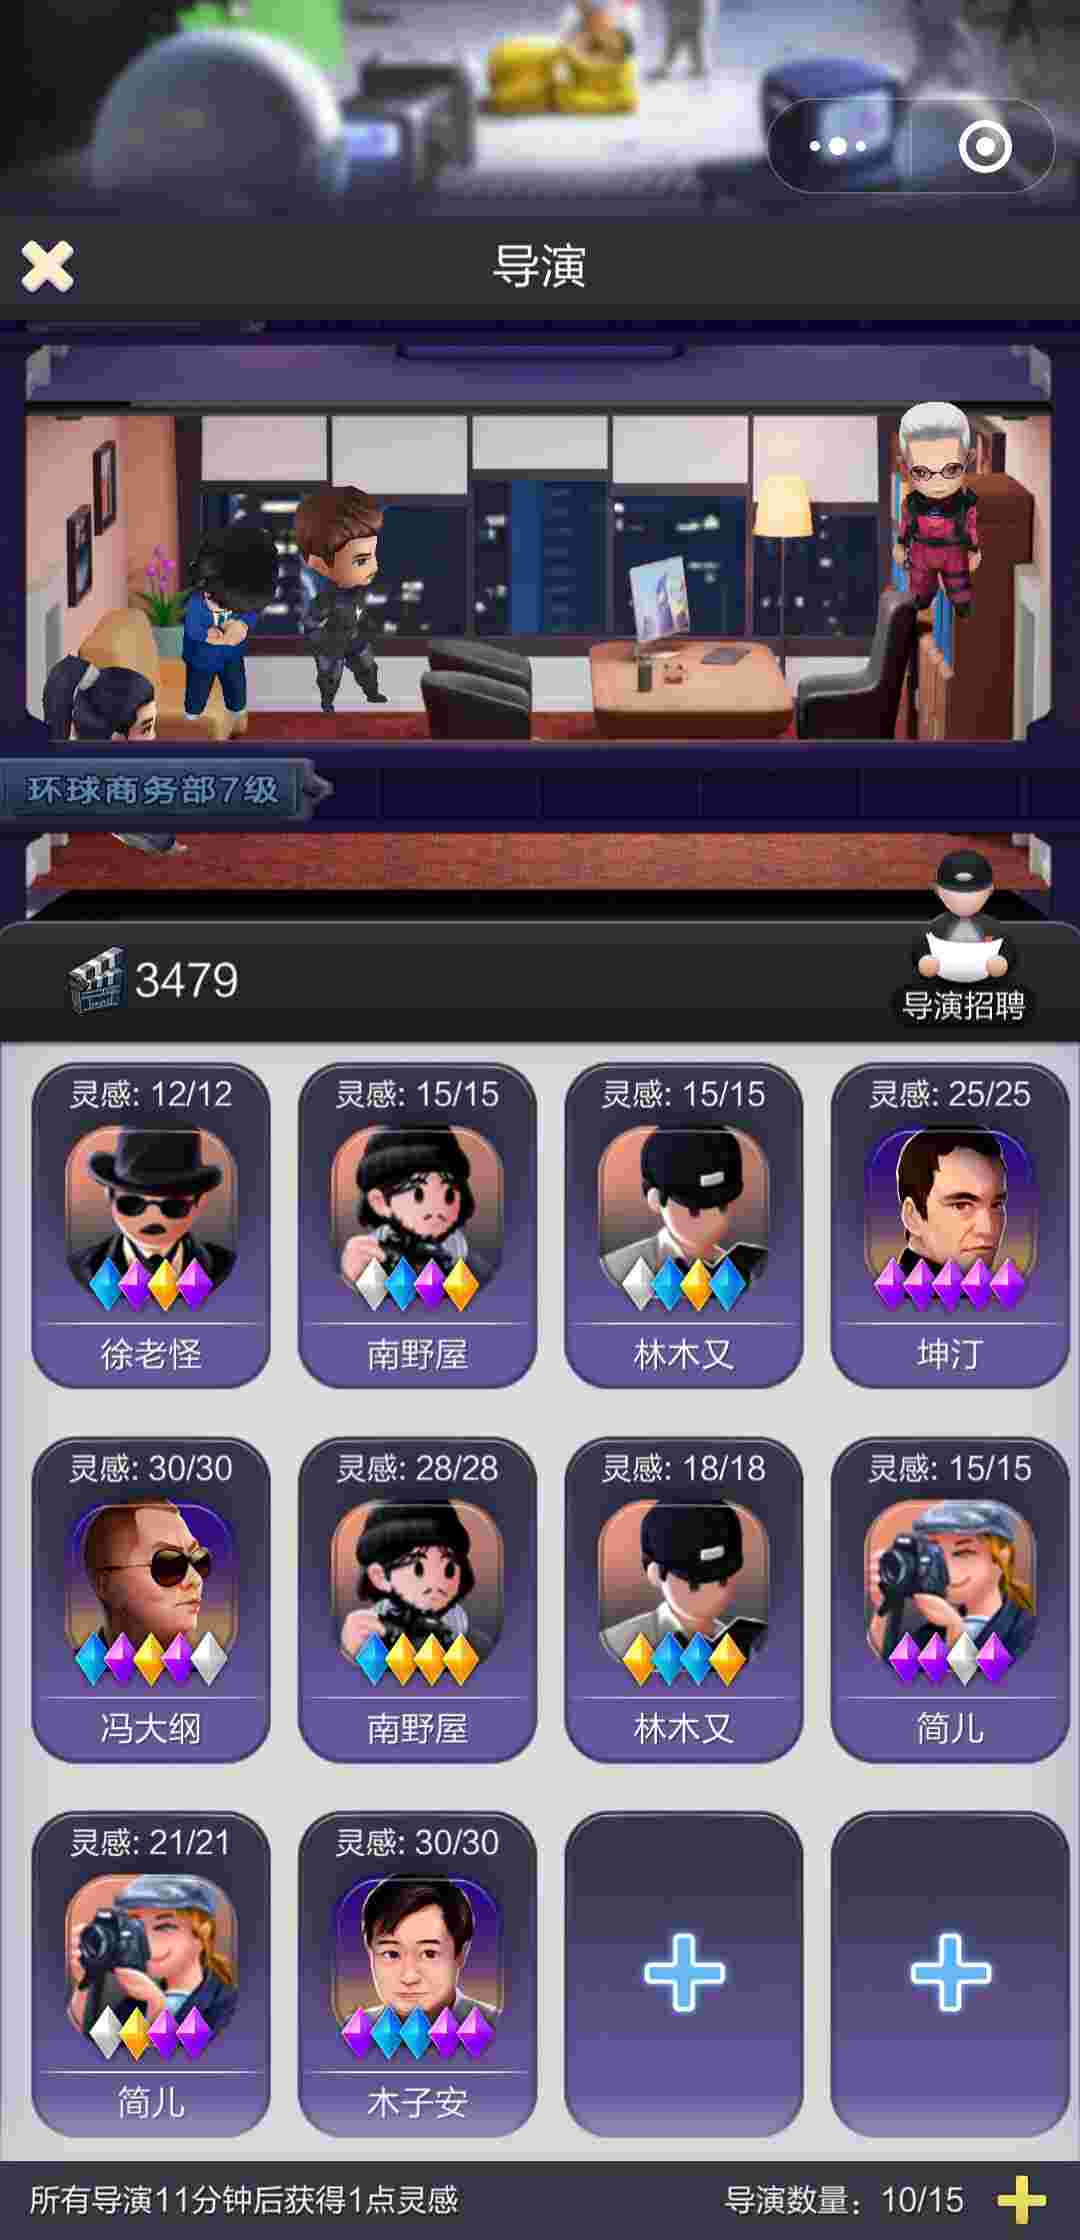 导演
环球商务部7级
3479
导演招聘
灵感: 12/12
灵感: 15/15
灵感: 15/15
灵感: 25/25
徐老怪
南野屋
林木又
坤汀
灵感: 30/30
灵感: 28/28
灵感: 18/18
灵感: 15/15
冯大纲
南野屋
林木又
简儿
灵感: 21/21
灵感: 30/30
简儿
木子安
所有导演11分钟后获得1点灵感
导演数量: 10/15